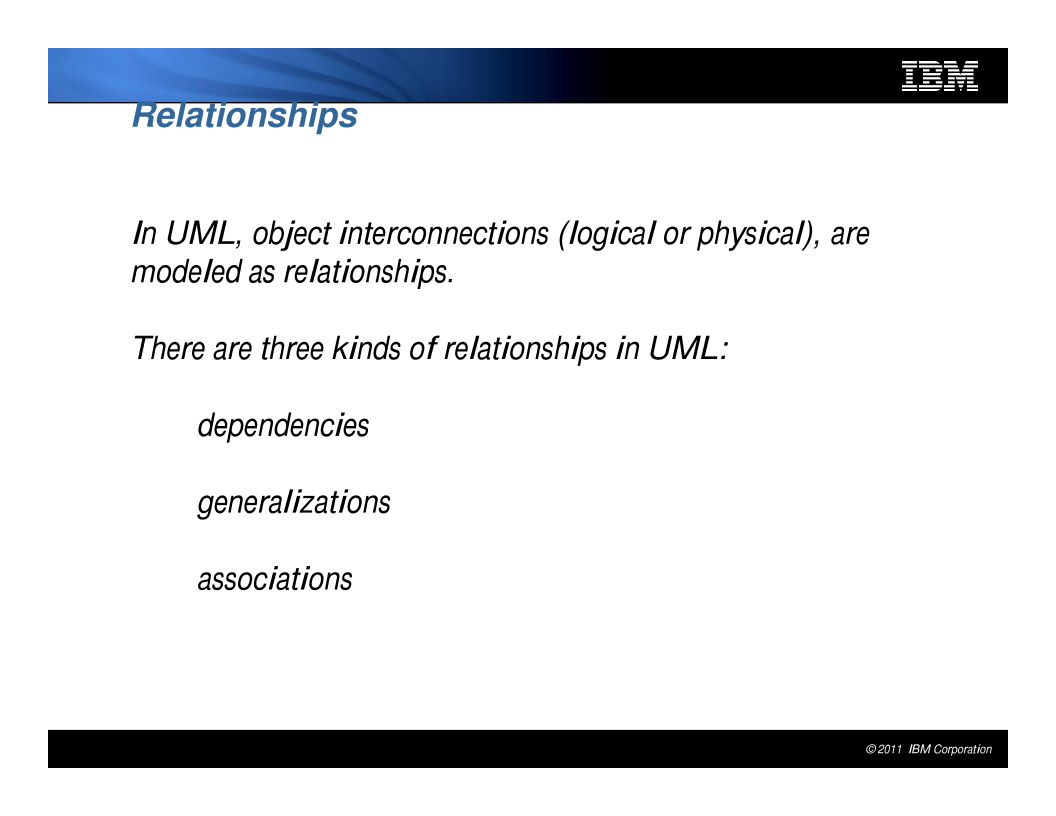 IBM
Relationships
In UML, object interconnections (logical or physical), are
modeled as relationships.
There are three kinds of relationships in UML:
dependencies
generalizations
associations
© 2011 IBM Corporation